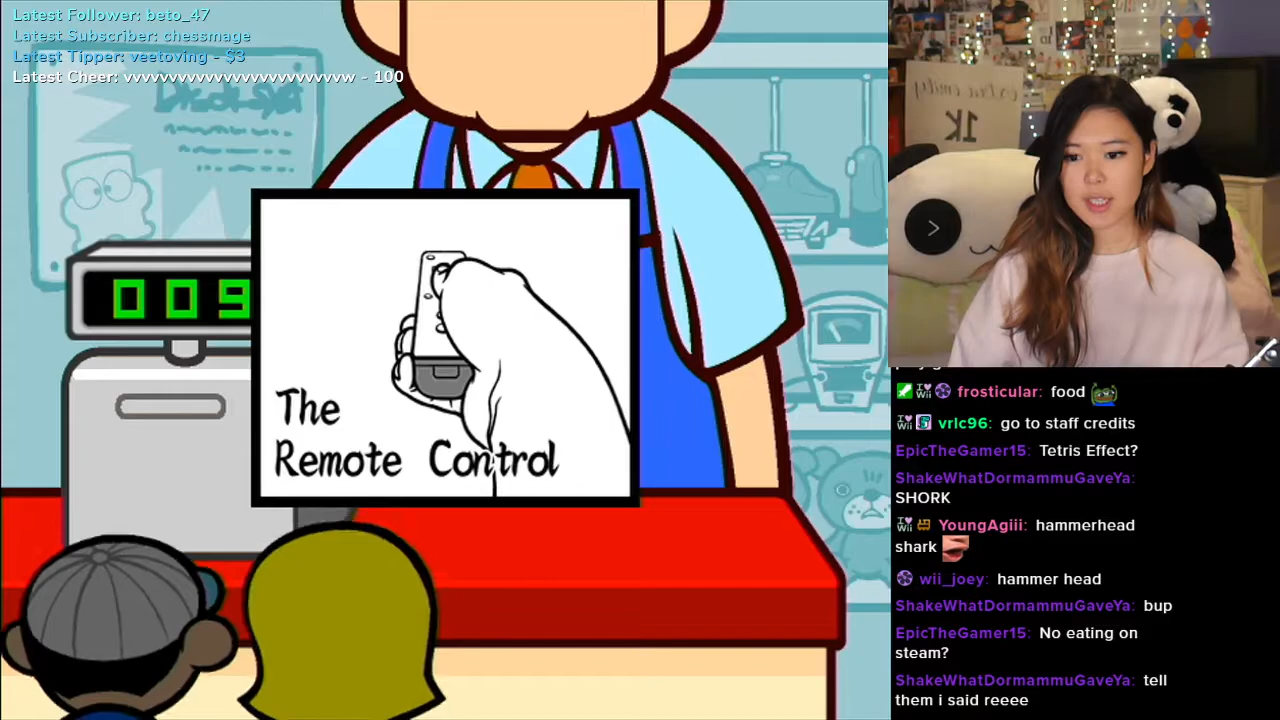 Latest Follower: beto_47
Latest Subscriber: chessmage
Latest Tipper: veetoving - $3
Latest Cheer: vvvvvvvvvvvvvvvvvvvvvvvw - 100
009
The
Remote Control
1K
frosticular: food
vrlc96: go to staff credits
EpicTheGamer15: Tetris Effect?
ShakeWhatDormammuGaveYa:
SHORK
YoungAgiii: hammerhead
shark
wii_joey: hammer head
ShakeWhatDormammuGaveYa: bup
EpicTheGamer15: No eating on
steam?
ShakeWhatDormammuGaveYa: tell
them i said reeee